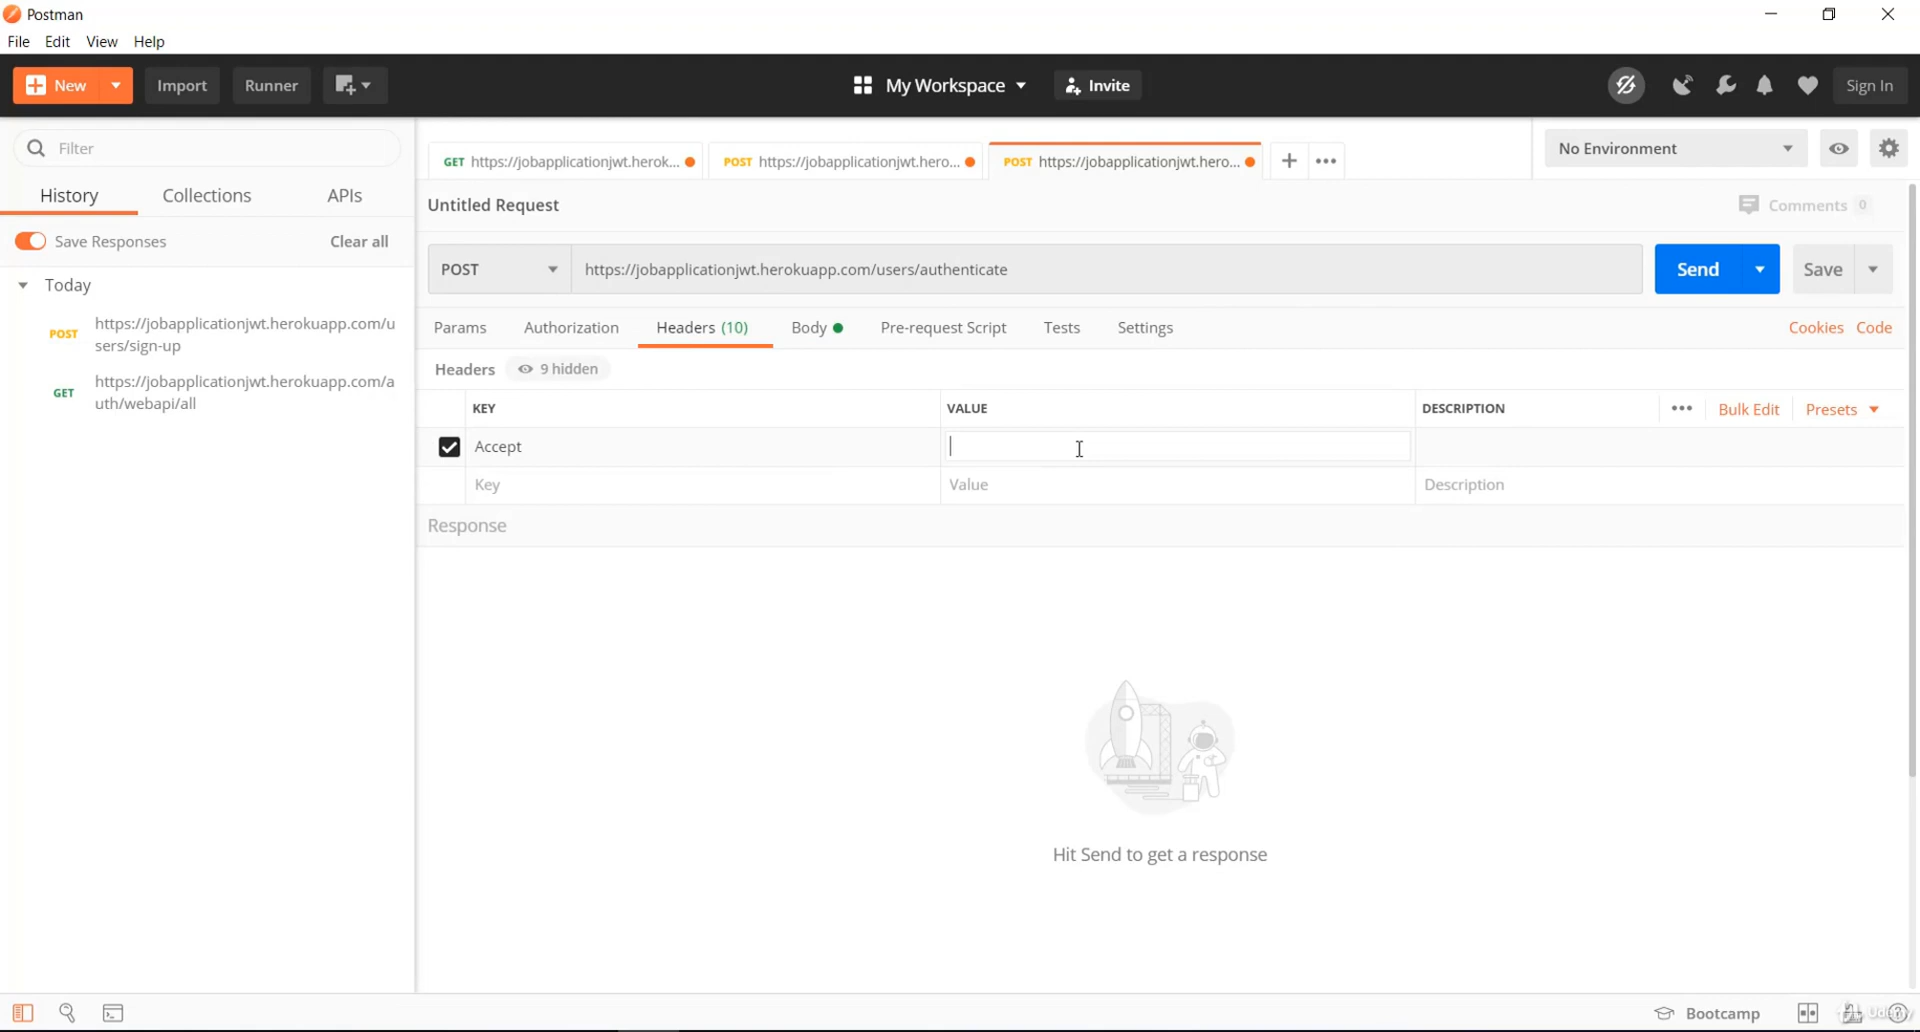 Postman
File Edit View Help
New Import Runner My Workspace Invite Sign In
Filter
History Collections APIs
Save Responses Clear all
Today
POST https://jobapplicationjwt.herokuapp.com/u
sers/sign-up
GET https://jobapplicationjwt.herokuapp.com/a
uth/webapi/all
GET https://jobapplicationjwt.herok... POST https://jobapplicationjwt.hero... POST https://jobapplicationjwt.hero... No Environment
Untitled Request Comments 0
POST https://jobapplicationjwt.herokuapp.com/users/authenticate Send Save
Params Authorization Headers (10) Body Pre-request Script Tests Settings Cookies Code
Headers 9 hidden
KEY VALUE DESCRIPTION Bulk Edit Presets
Accept
Key Value Description
Response
Hit Send to get a response
Bootcamp